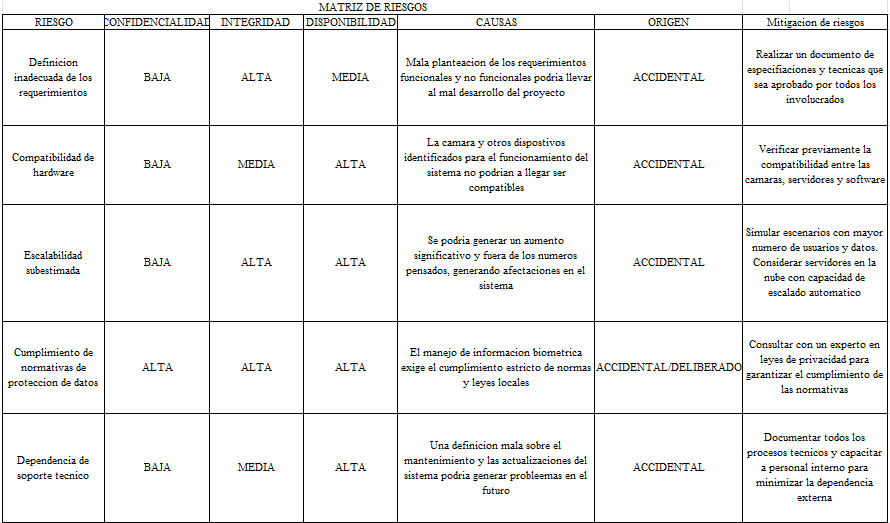 MATRIZ DE RIESGOS
RIESGO CONFIDENCIALIDAD INTEGRIDAD DISPONIBILIDAD CAUSAS ORIGEN Mitigacion de riesgos
Definicion
inadecuada de los
requerimientos
BAJA
ALTA
MEDIA
Mala planteacion de los requerimientos
funcionales y no funcionales podria llevar
al mal desarrollo del proyecto
ACCIDENTAL
Realizar un documento de
especifiaciones y tecnicas que
sea aprobado por todos los
involucrados
Compatibilidad de
hardware
BAJA
MEDIA
ALTA
La camara y otros dispostivos
identificados para el funcionamiento del
sistema no podrian a llegar ser
compatibles
ACCIDENTAL
Verificar previamente la
compatibilidad entre las
camaras, servidores y software
Escalabilidad
subestimada
BAJA
ALTA
ALTA
Se podria generar un aumento
significativo y fuera de los numeros
pensados, generando afectaciones en el
sistema
ACCIDENTAL
Simular escenarios con mayor
numero de usuarios y datos.
Considerar servidores en la
nube con capacidad de
escalado automatico
Cumplimiento de
normativas de
proteccion de datos
ALTA
ALTA
ALTA
El manejo de informacion biometrica
exige el cumplimiento estricto de normas
y leyes locales
ACCIDENTAL/DELIBERADO
Consultar con un experto en
leyes de privacidad para
garantizar el cumplimiento de
las normativas
Dependencia de
soporte tecnico
BAJA
MEDIA
ALTA
Una definicion mala sobre el
mantenimiento y las actualizaciones del
sistema podria generar probleemas en el
futuro
ACCIDENTAL
Documentar todos los
procesos tecnicos y capacitar
a personal interno para
minimizar la dependencia
externa